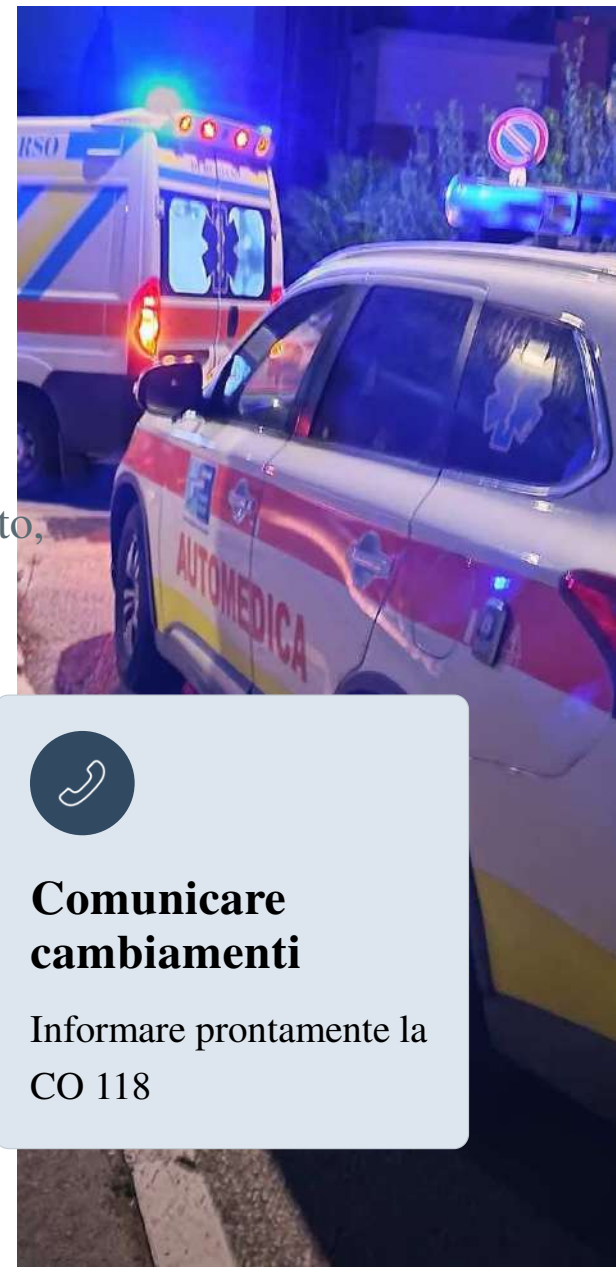 RSO
to,
AUTOMEDICA
Comunicare
cambiamenti
Informare prontamente la
CO 118